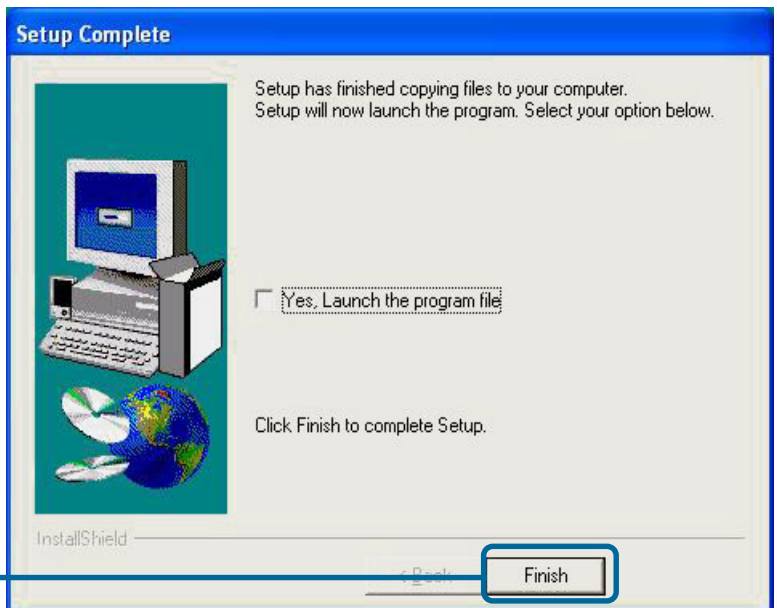 Setup Complete
Setup has finished copying files to your computer.
Setup will now launch the program. Select your option below.
Yes, Launch the program file
Click Finish to complete Setup.
InstallShield
< Back
Finish